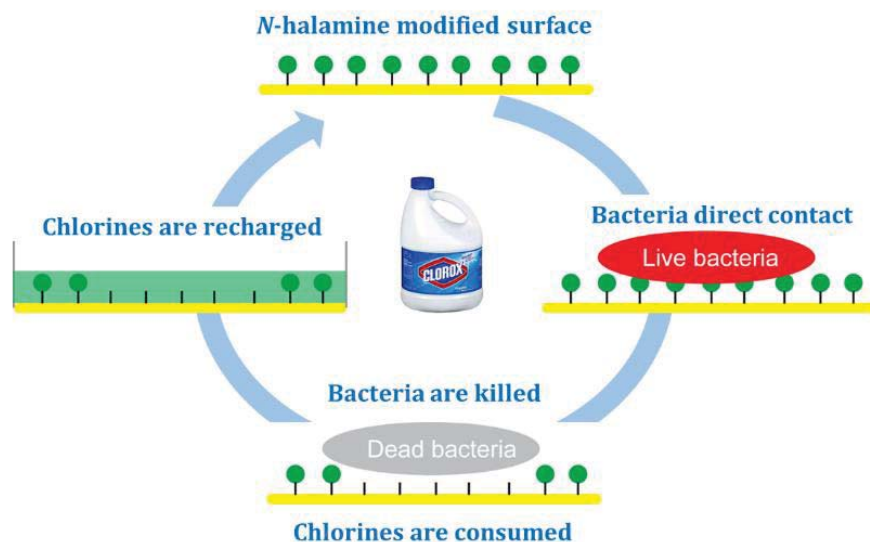 N-halamine modified surface
Bacteria direct contact
Live bacteria
Bacteria are killed
Dead bacteria
Chlorines are consumed
Chlorines are recharged
CLOROX